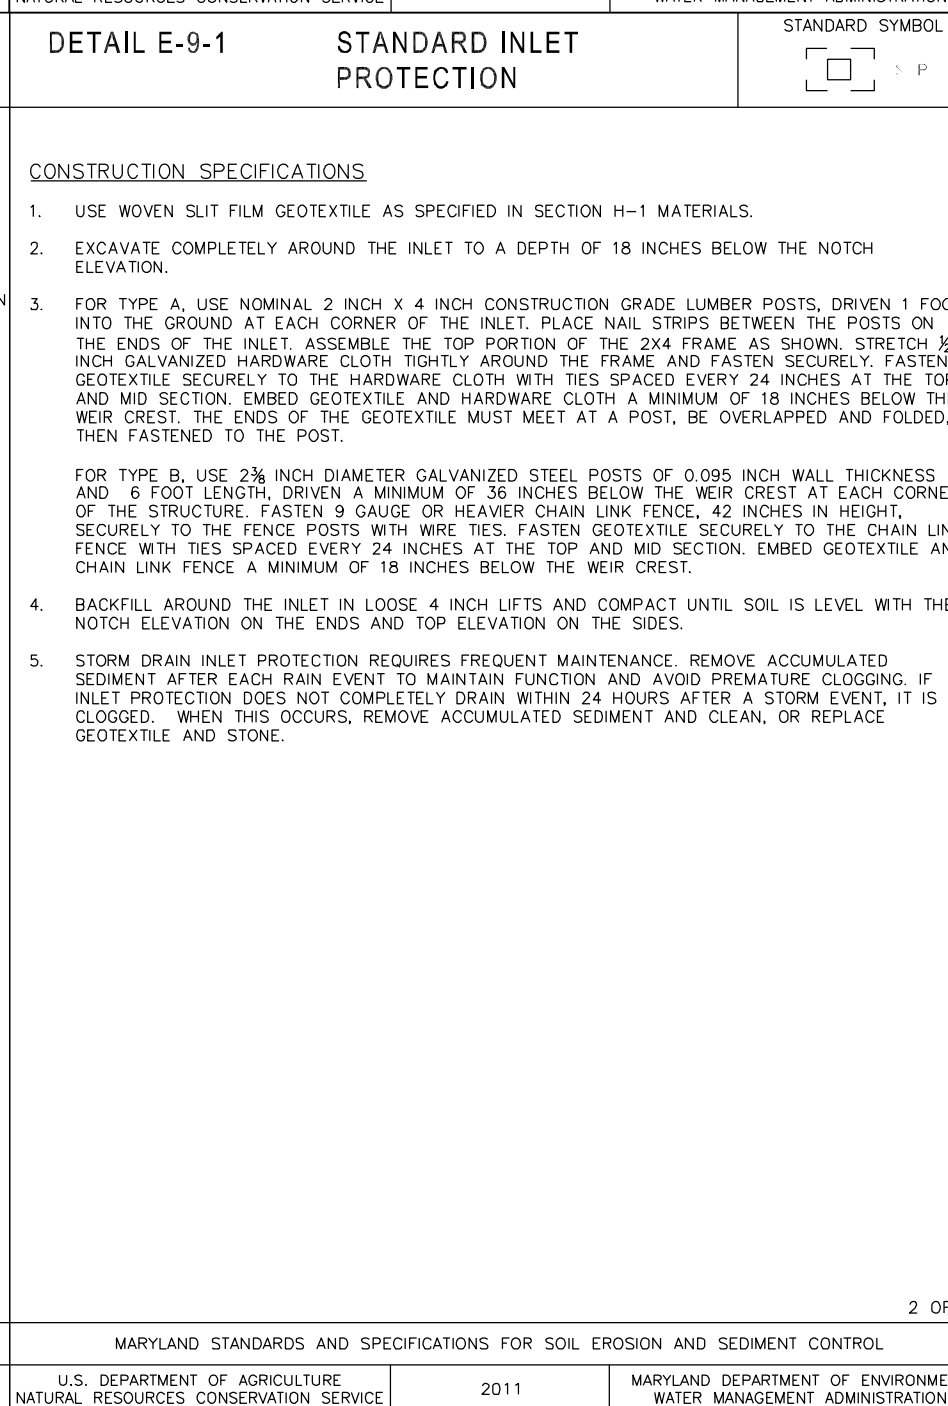 DETAIL E-9-1
STANDARD INLET
PROTECTION
STANDARD SYMBOL
P
CONSTRUCTION SPECIFICATIONS
1. USE WOVEN SLIT FILM GEOTEXTILE AS SPECIFIED IN SECTION H-1 MATERIALS.
2. EXCAVATE COMPLETELY AROUND THE INLET TO A DEPTH OF 18 INCHES BELOW THE NOTCH
ELEVATION.
3. FOR TYPE A, USE NOMINAL 2 INCH X 4 INCH CONSTRUCTION GRADE LUMBER POSTS, DRIVEN 1
INTO THE GROUND AT EACH CORNER OF THE INLET. PLACE NAIL STRIPS BETWEEN THE POSTS ON
THE ENDS OF THE INLET. ASSEMBLE THE TOP PORTION OF THE 2X4 FRAME AS SHOWN. STRETCH ½
INCH GALVANIZED HARDWARE CLOTH TIGHTLY AROUND THE FRAME AND FASTEN SECURELY. FASTEN
GEOTEXTILE SECURELY TO THE HARDWARE CLOTH WITH TIES SPACED EVERY 24 INCHES AT THE TOP
AND MID SECTION. EMBED GEOTEXTILE AND HARDWARE CLOTH A MINIMUM OF 18 INCHES BELOW THE
WEIR CREST. THE ENDS OF THE GEOTEXTILE MUST MEET AT A POST, BE OVERLAPPED AND FOLDED,
THEN FASTENED TO THE POST.
FOR TYPE B, USE 2⅜ INCH DIAMETER GALVANIZED STEEL POSTS OF 0.095 INCH WALL THICKNESS
AND 6 FOOT LENGTH, DRIVEN A MINIMUM OF 36 INCHES BELOW THE WEIR CREST AT EACH CORNE
OF THE STRUCTURE. FASTEN 9 GAUGE OR HEAVIER CHAIN LINK FENCE, 42 INCHES IN HEIGHT,
SECURELY TO THE FENCE POSTS WITH WIRE TIES. FASTEN GEOTEXTILE SECURELY TO THE CHAIN LIN
FENCE WITH TIES SPACED EVERY 24 INCHES AT THE TOP AND MID SECTION. EMBED GEOTEXTILE AN
CHAIN LINK FENCE A MINIMUM OF 18 INCHES BELOW THE WEIR CREST.
4. BACKFILL AROUND THE INLET IN LOOSE 4 INCH LIFTS AND COMPACT UNTIL SOIL IS LEVEL WITH THE
NOTCH ELEVATION ON THE ENDS AND TOP ELEVATION ON THE SIDES.
5. STORM DRAIN INLET PROTECTION REQUIRES FREQUENT MAINTENANCE. REMOVE ACCUMULATED
SEDIMENT AFTER EACH RAIN EVENT TO MAINTAIN FUNCTION AND AVOID PREMATURE CLOGGING. IF
INLET PROTECTION DOES NOT COMPLETELY DRAIN WITHIN 24 HOURS AFTER A STORM EVENT, IT IS
CLOGGED. WHEN THIS OCCURS, REMOVE ACCUMULATED SEDIMENT AND CLEAN, OR REPLACE
GEOTEXTILE AND STONE.
2 OF
MARYLAND STANDARDS AND SPECIFICATIONS FOR SOIL EROSION AND SEDIMENT CONTROL
U.S. DEPARTMENT OF AGRICULTURE
NATURAL RESOURCES CONSERVATION SERVICE
2011
MARYLAND DEPARTMENT OF ENVIRONME
WATER MANAGEMENT ADMINISTRATION